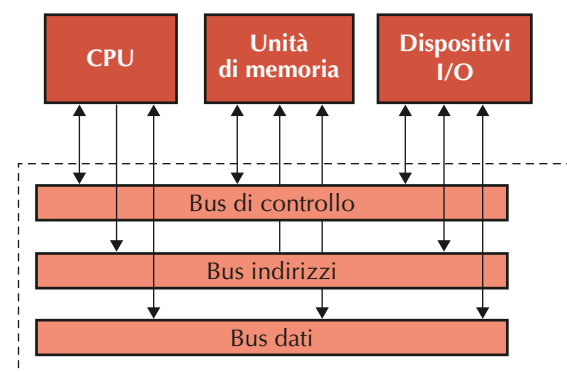 CPU
Unità
di memoria
Dispositivi
I/O
Bus di controllo
Bus indirizzi
Bus dati